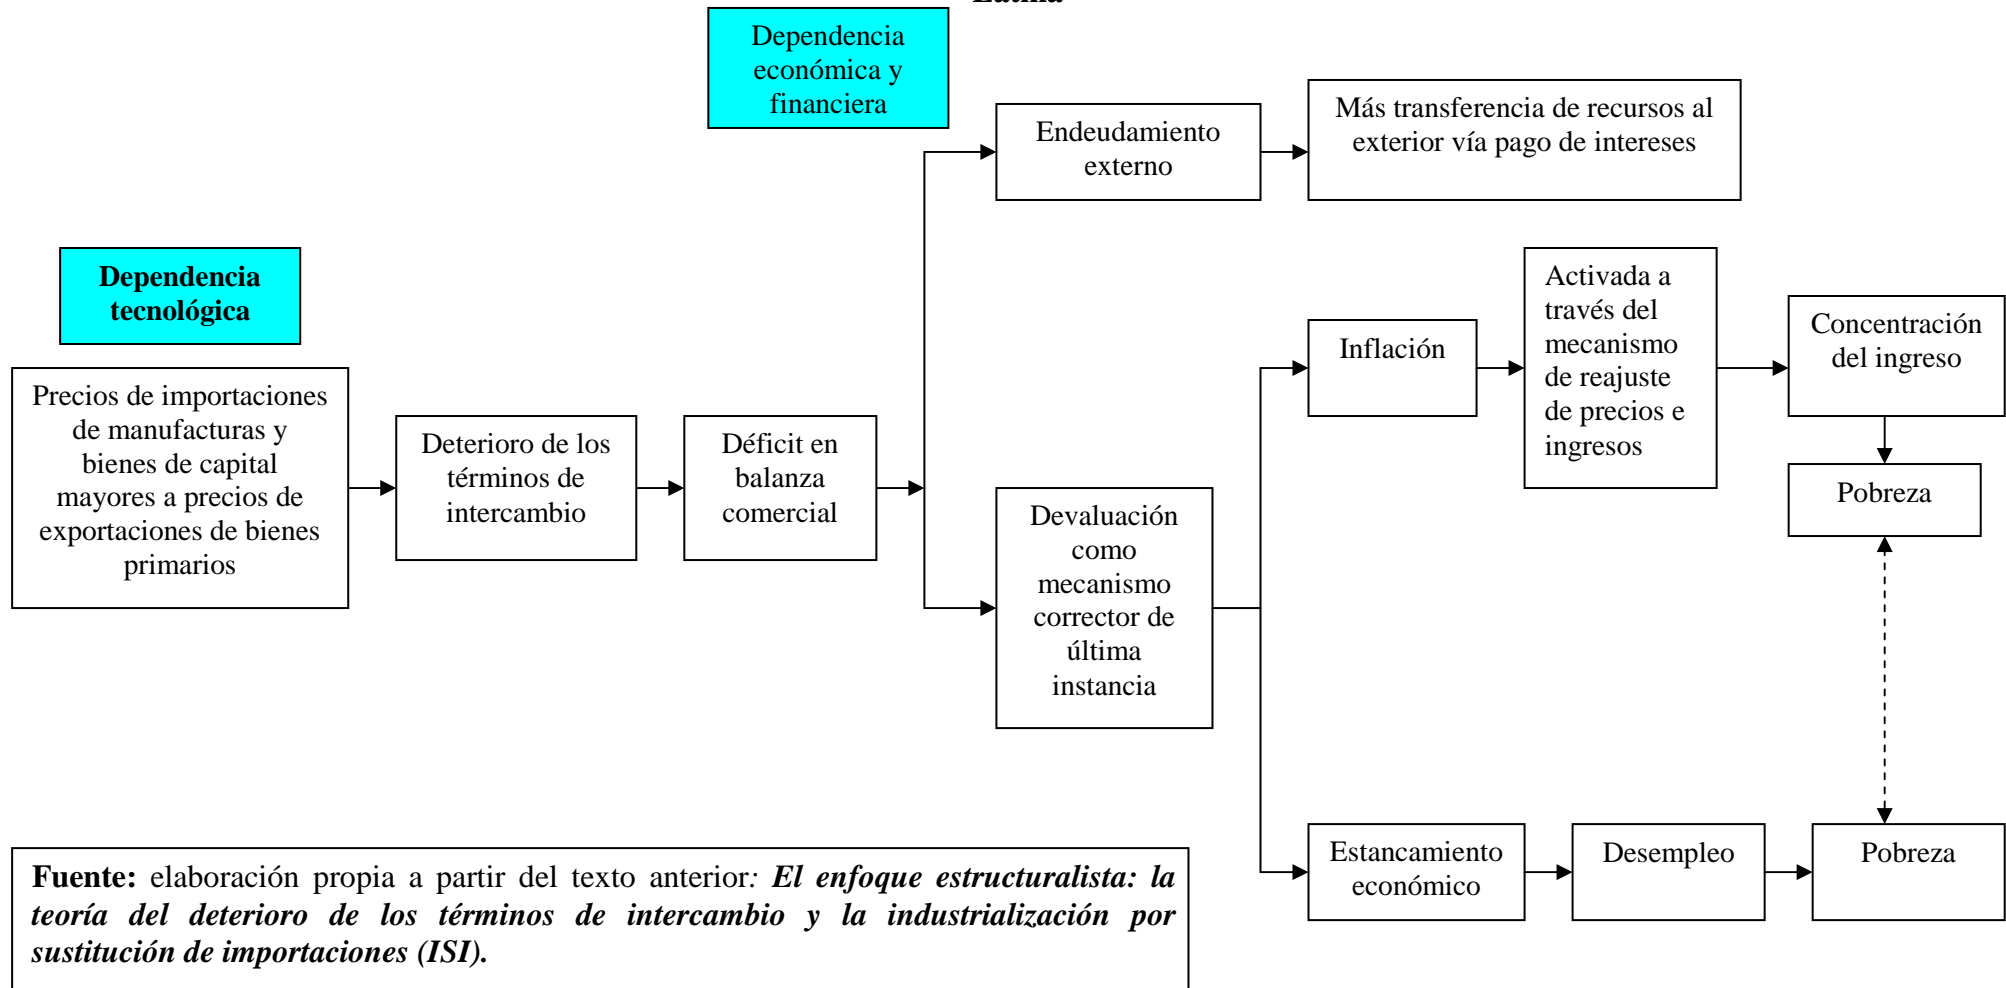 Latina
Dependencia
económica y
financiera
Endeudamiento
externo
Más transferencia de recursos al
exterior vía pago de intereses
Dependencia
tecnológica
Precios de importaciones
de manufacturas y
bienes de capital
mayores a precios de
exportaciones de bienes
primarios
Deterioro de los
términos de
intercambio
Déficit en
balanza
comercial
Devaluación
como
mecanismo
corrector de
última
instancia
Inflación
Activada a
través del
mecanismo
de reajuste
de precios e
ingresos
Concentración
del ingreso
Pobreza
Estancamiento
económico
Desempleo
Pobreza
Fuente: elaboración propia a partir del texto anterior: El enfoque estructuralista: la
teoría del deterioro de los términos de intercambio y la industrialización por
sustitución de importaciones (ISI).